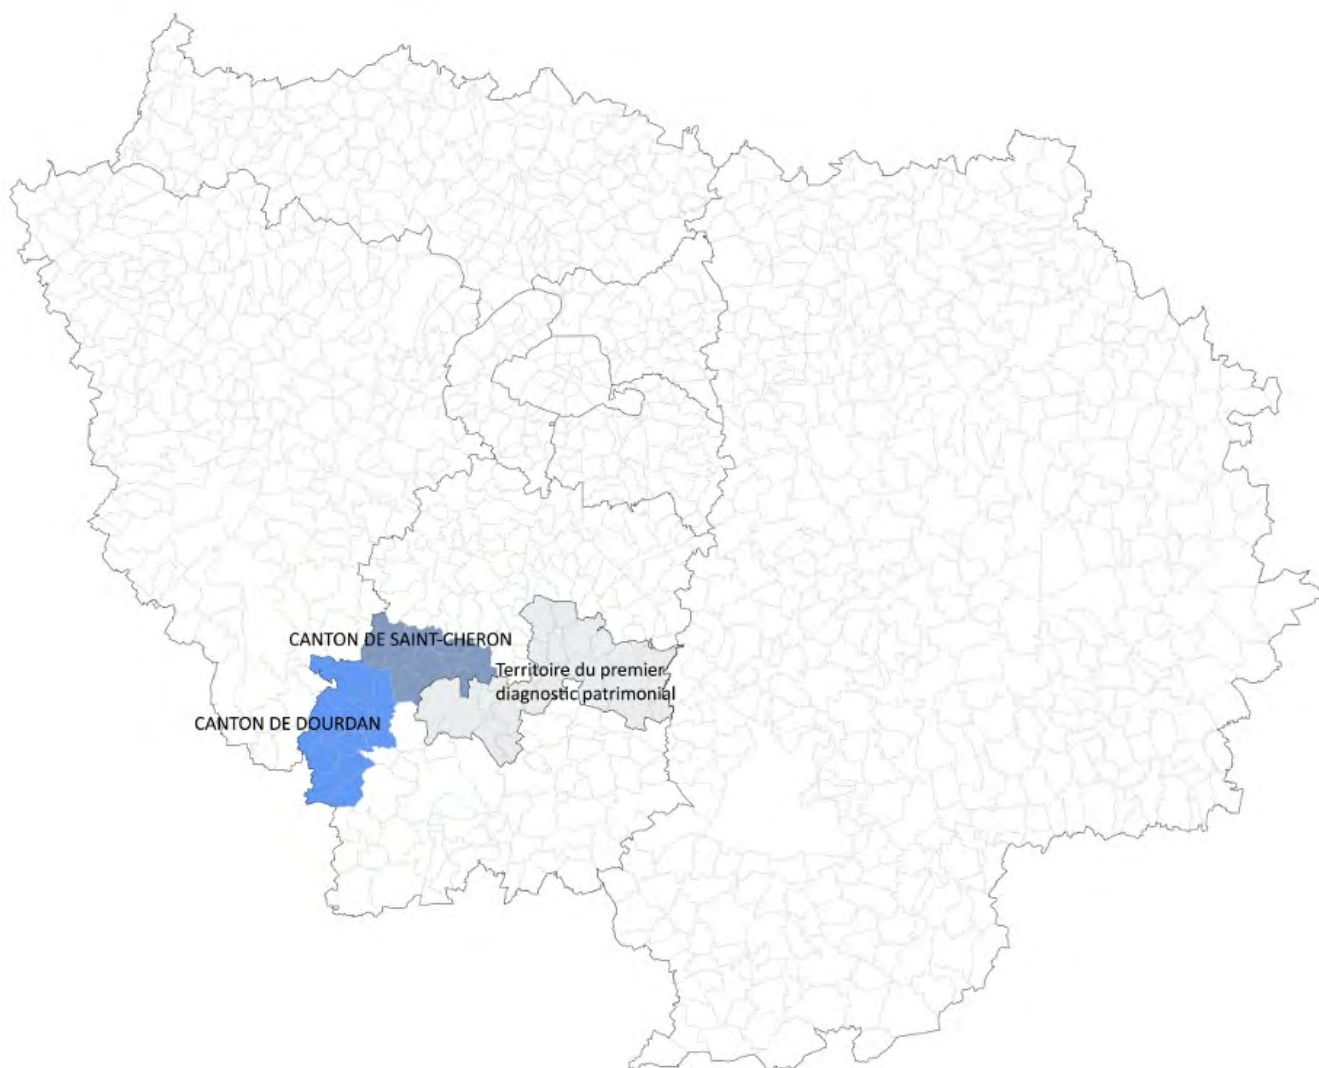 CANTON DE SAINT-CHERON
Territoire du premier
diagnostic patrimonial
CANTON DE DOURDAN